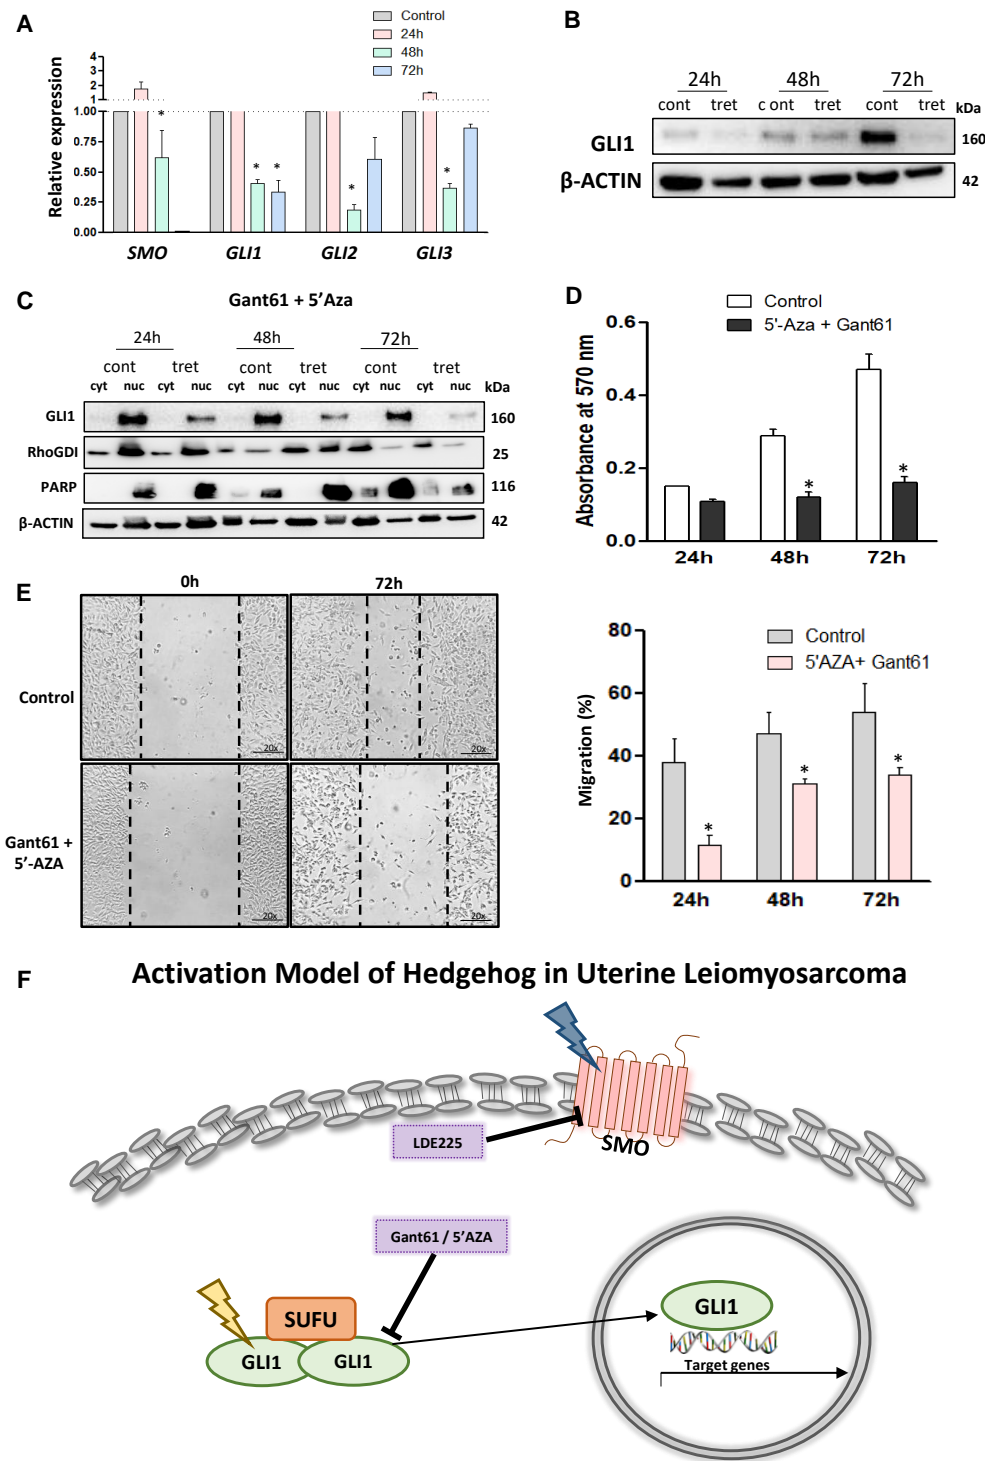 A
Control
24h
48h
72h
Relative expression
4
3
2
1
1.00
0.75
0.50
0.25
0.00
*
* *
*
*
SMO GLI1 GLI2 GLI3
B
24h 48h 72h
cont tret c ont tret cont tret kDa
GLI1 160
β-ACTIN 42
C
Gant61 + 5’Aza
24h 48h 72h
cont tret cont tret cont tret
cyt nuc cyt nuc cyt nuc cyt nuc cyt nuc cyt nuc kDa
GLI1 160
RhoGDI 25
PARP 116
β-ACTIN 42
D
Control
5'-Aza + Gant61
Absorbance at 570 nm
0.6
0.4
0.2
0.0
* *
24h 48h 72h
E
0h 72h
Control
20x 20x
Gant61 +
5’-AZA
20x 20x
Control
5'AZA+ Gant61
Migration (%)
80
60
40
20
0
* * *
24h 48h 72h
F
Activation Model of Hedgehog in Uterine Leiomyosarcoma
LDE225
SMO
Gant61 / 5’AZA
SUFU
GLI1 GLI1
GLI1
Target genes